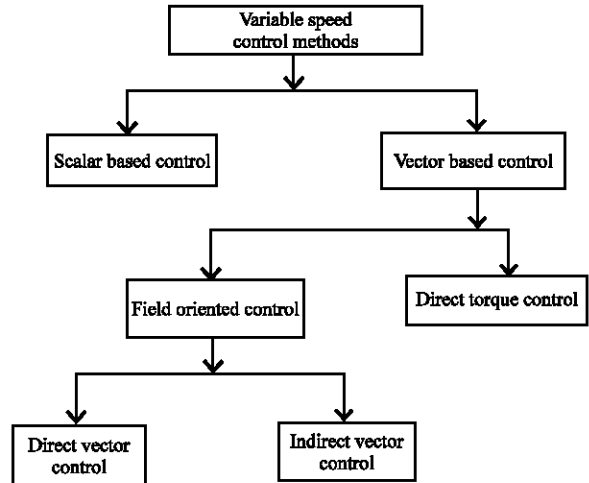 Variable speed
control methods
Scalar based control
Vector based control
Field oriented control
Direct torque control
Direct vector
control
Indirect vector
control